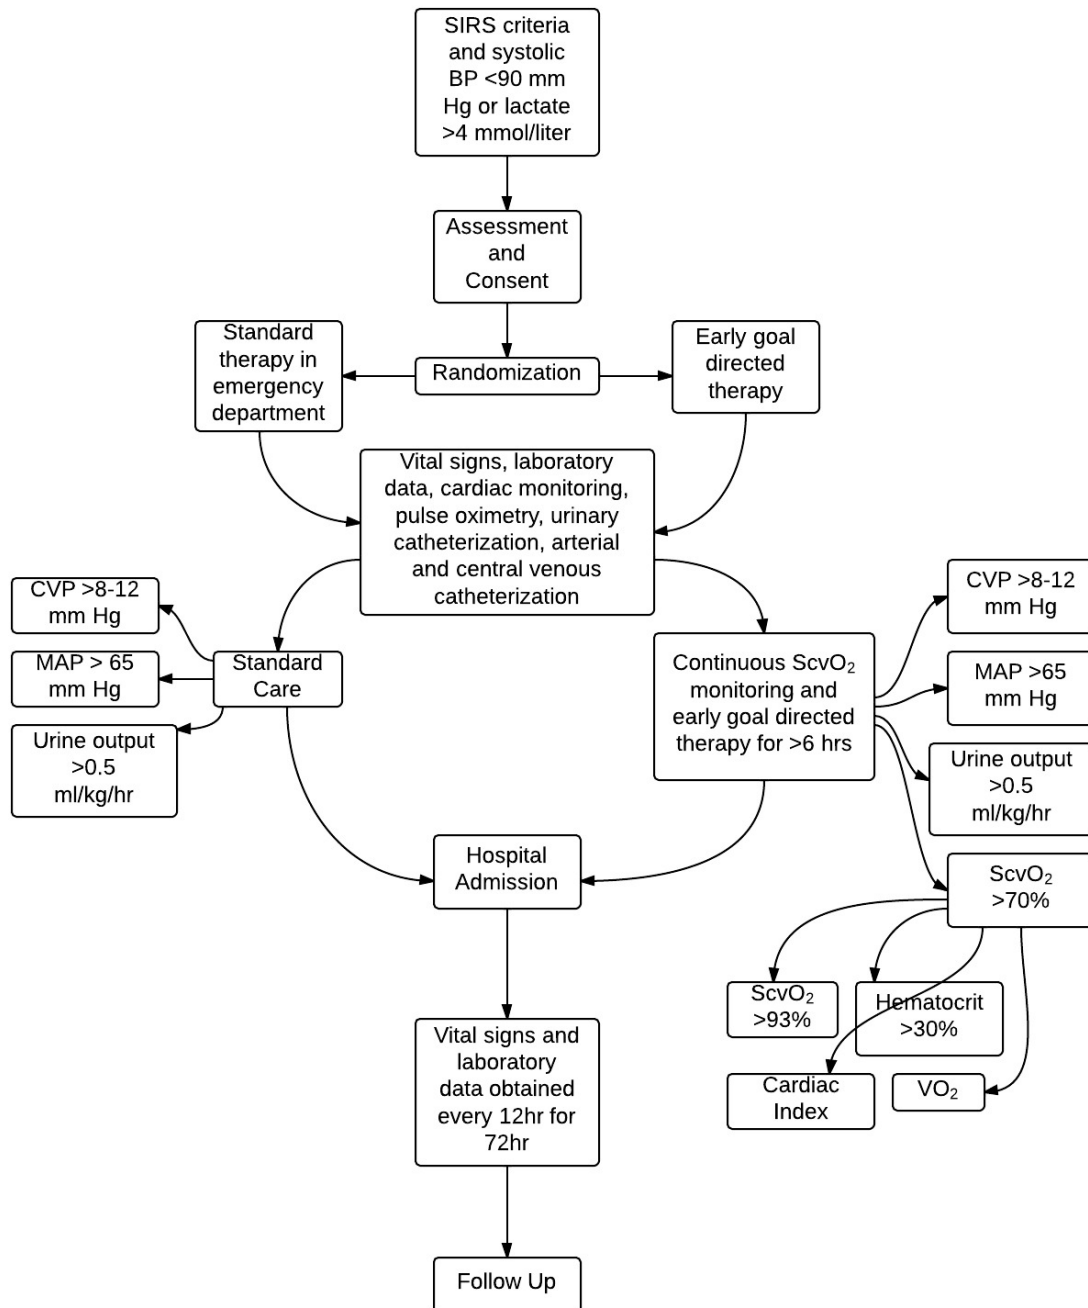 SIRS criteria
and systolic
BP <90 mm
Hg or lactate
>4 mmol/liter
Assessment
and
Consent
Standard
therapy in
emergency
department
Randomization
Early goal
directed
therapy
Vital signs, laboratory
data, cardiac monitoring,
pulse oximetry, urinary
catheterization, arterial
and central venous
catheterization
CVP >8-12
mm Hg
MAP > 65
mm Hg
Urine output
>0.5
ml/kg/hr
Standard
Care
Continuous ScvO₂
monitoring and
early goal directed
therapy for >6 hrs
CVP >8-12
mm Hg
MAP >65
mm Hg
Urine output
>0.5
ml/kg/hr
ScvO₂
>70%
Hospital
Admission
ScvO₂
>93%
Hematocrit
>30%
Cardiac
Index
VO₂
Vital signs and
laboratory
data obtained
every 12hr for
72hr
Follow Up